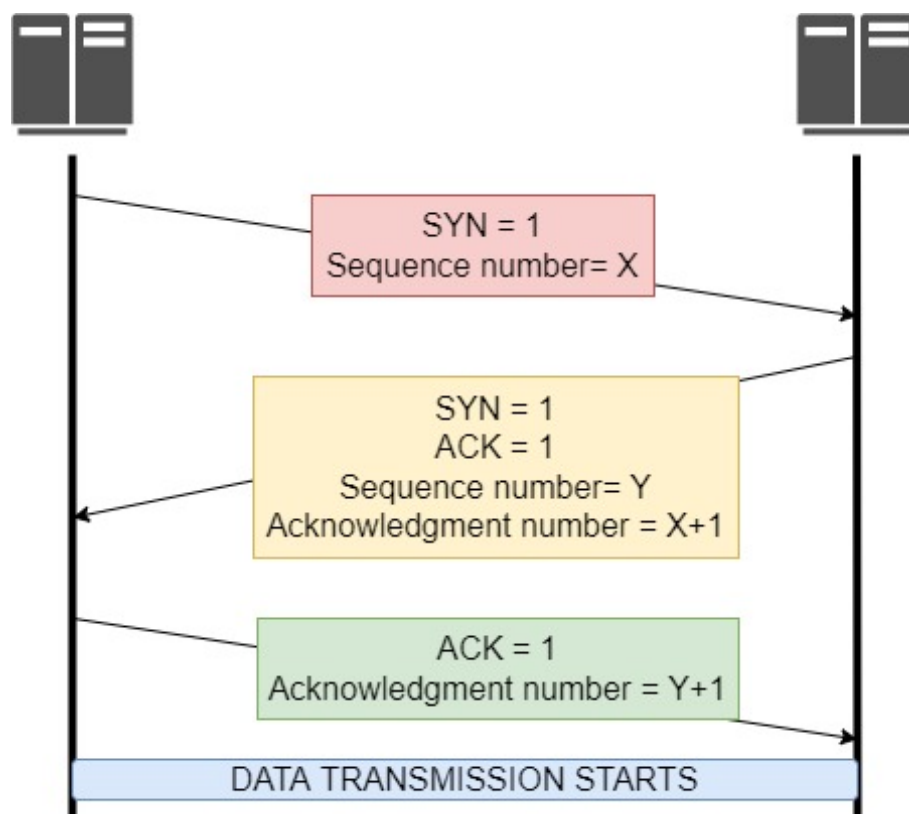 SYN = 1
Sequence number= X
SYN = 1
ACK = 1
Sequence number= Y
Acknowledgment number = X+1
ACK = 1
Acknowledgment number = Y+1
DATA TRANSMISSION STARTS